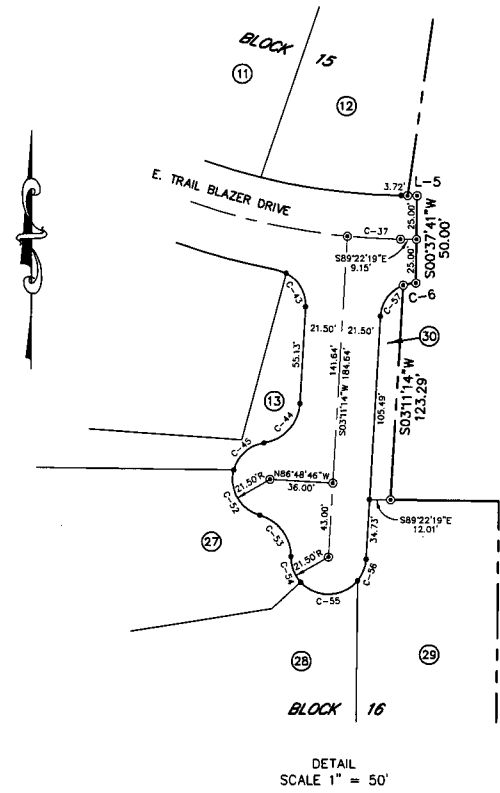 BLOCK 15
11
12
E. TRAIL BLAZER DRIVE
3.72'
L-5
25.00'
S00°37'41"W
50.00'
C-37
S89°22'19"E
9.15'
25.00'
C-6
C-57
C-43
21.50' 21.50'
30
55.13'
141.64'
S03°11'14"W 184.64'
105.49'
S03°11'14"W
123.29'
13
C-44
C-45
N86°48'46"W
36.00'
21.50'R
C-52
S89°22'19"E
12.01'
43.00'
34.73'
27
C-53
21.50'R
C-54
C-56
C-55
28
29
BLOCK 16
DETAIL
SCALE 1" = 50'